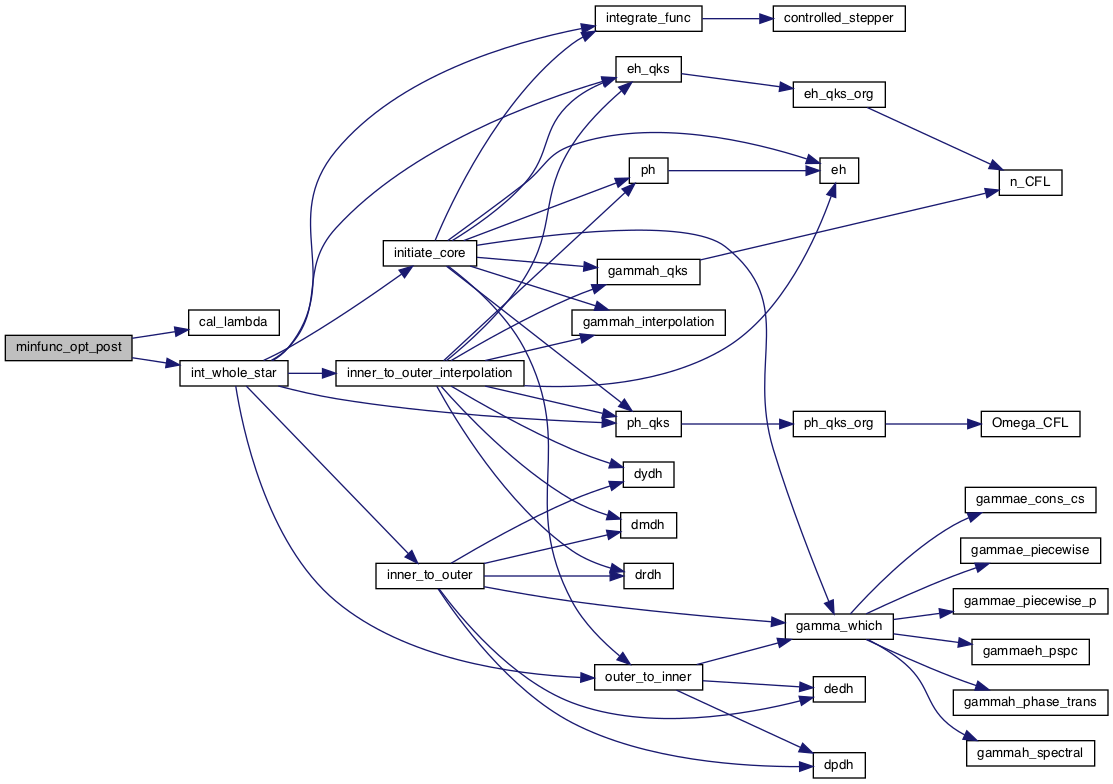 integrate_func
controlled_stepper
eh_qks
eh_qks_org
ph
eh
n_CFL
initiate_core
gammah_qks
cal_lambda
gammah_interpolation
minfunc_opt_post
int_whole_star
inner_to_outer_interpolation
ph_qks
ph_qks_org
Omega_CFL
dydh
gammae_cons_cs
dmdh
gammae_piecewise
inner_to_outer
drdh
gammae_piecewise_p
gamma_which
gammaeh_pspc
outer_to_inner
dedh
gammah_phase_trans
gammah_spectral
dpdh